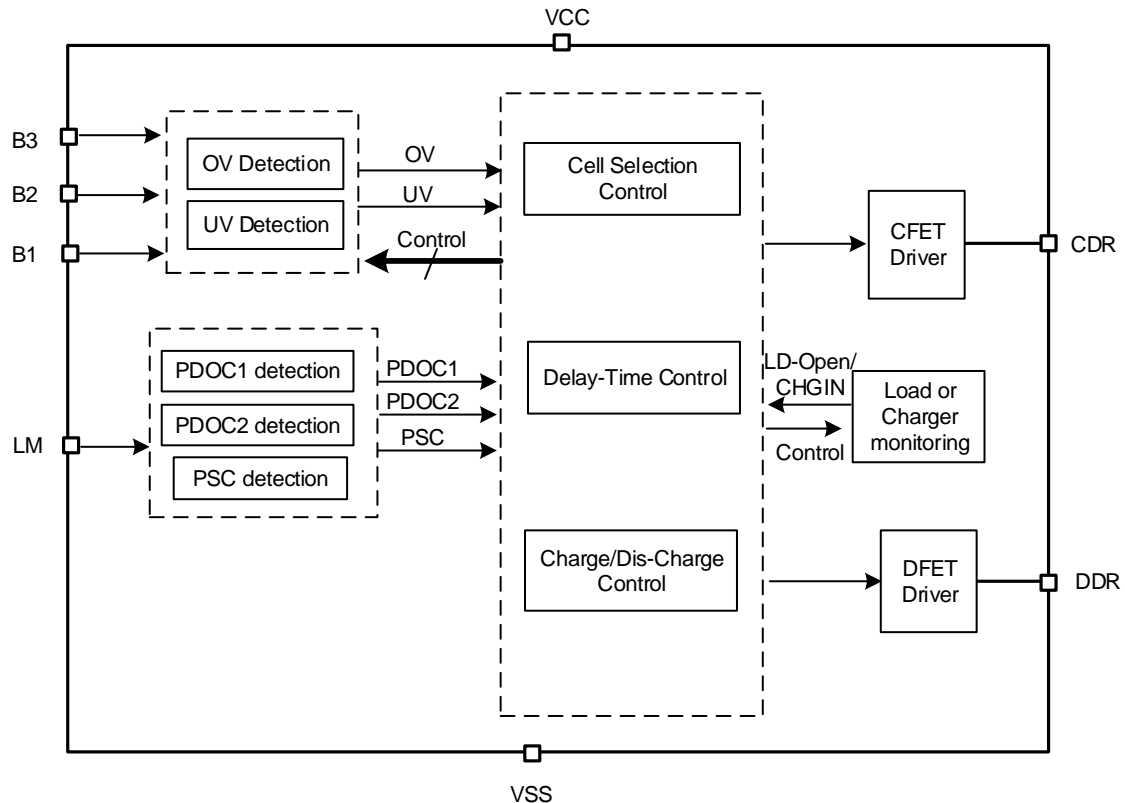 VCC
B3
B2
B1
OV Detection
UV Detection
OV
UV
Control
Cell Selection
Control
CFET
Driver
CDR
LM
PDOC1 detection
PDOC2 detection
PSC detection
PDOC1
PDOC2
PSC
Delay-Time Control
LD-Open/
CHGIN
Control
Load or
Charger
monitoring
Charge/Dis-Charge
Control
DFET
Driver
DDR
VSS